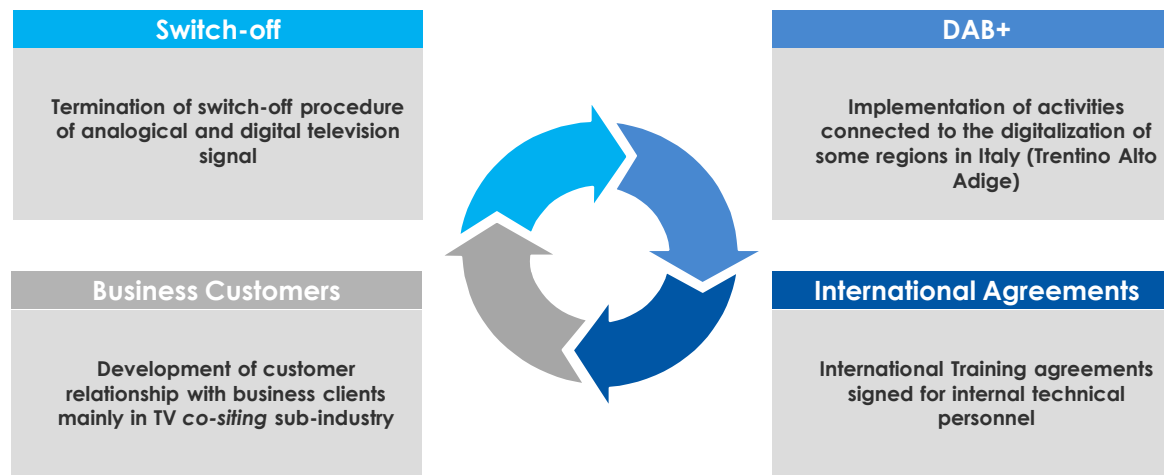 Switch-off
Termination of switch-off procedure
of analogical and digital television
signal
DAB+
Implementation of activities
connected to the digitalization of
some regions in Italy (Trentino Alto
Adige)
Business Customers
Development of customer
relationship with business clients
mainly in TV co-siting sub-industry
International Agreements
International Training agreements
signed for internal technical
personnel